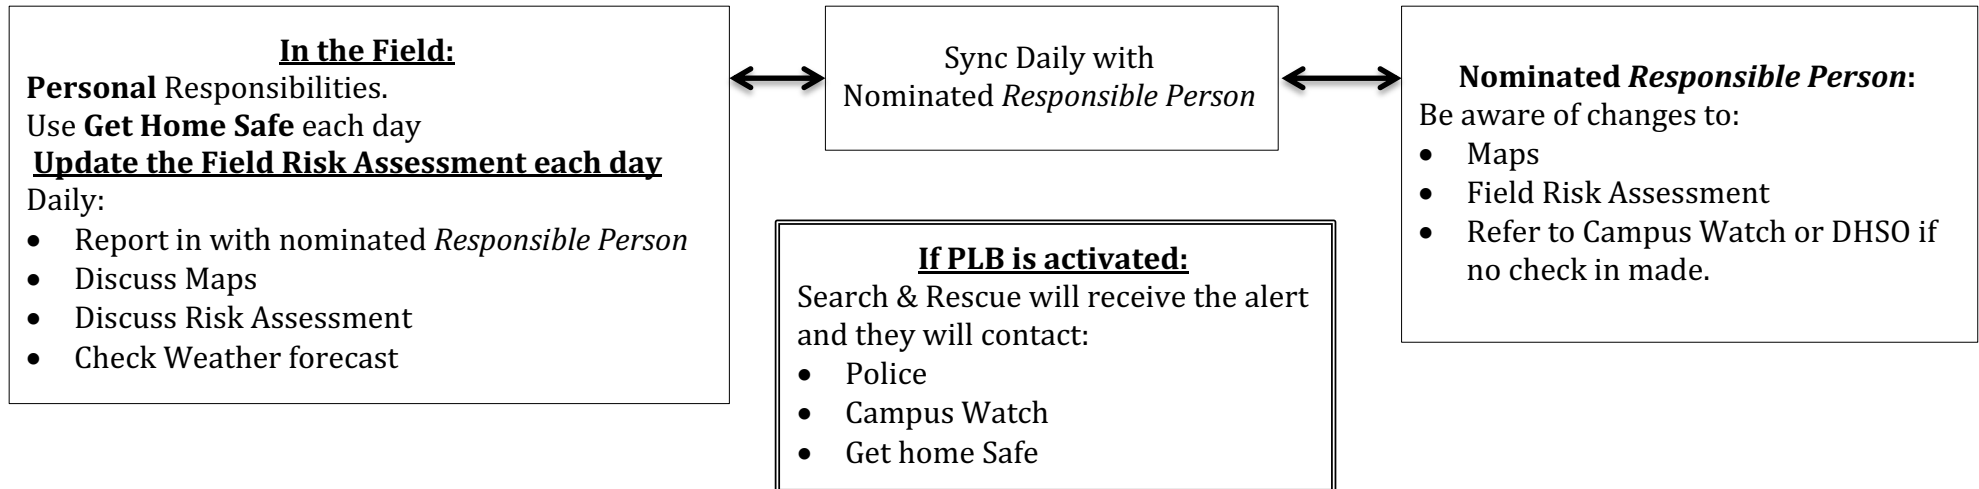 In the Field:
Personal Responsibilities.
Use Get Home Safe each day
Update the Field Risk Assessment each day
Daily:
• Report in with nominated Responsible Person
• Discuss Maps
• Discuss Risk Assessment
• Check Weather forecast
Sync Daily with
Nominated Responsible Person
Nominated Responsible Person:
Be aware of changes to:
• Maps
• Field Risk Assessment
• Refer to Campus Watch or DHSO if
no check in made.
If PLB is activated:
Search & Rescue will receive the alert
and they will contact:
• Police
• Campus Watch
• Get home Safe